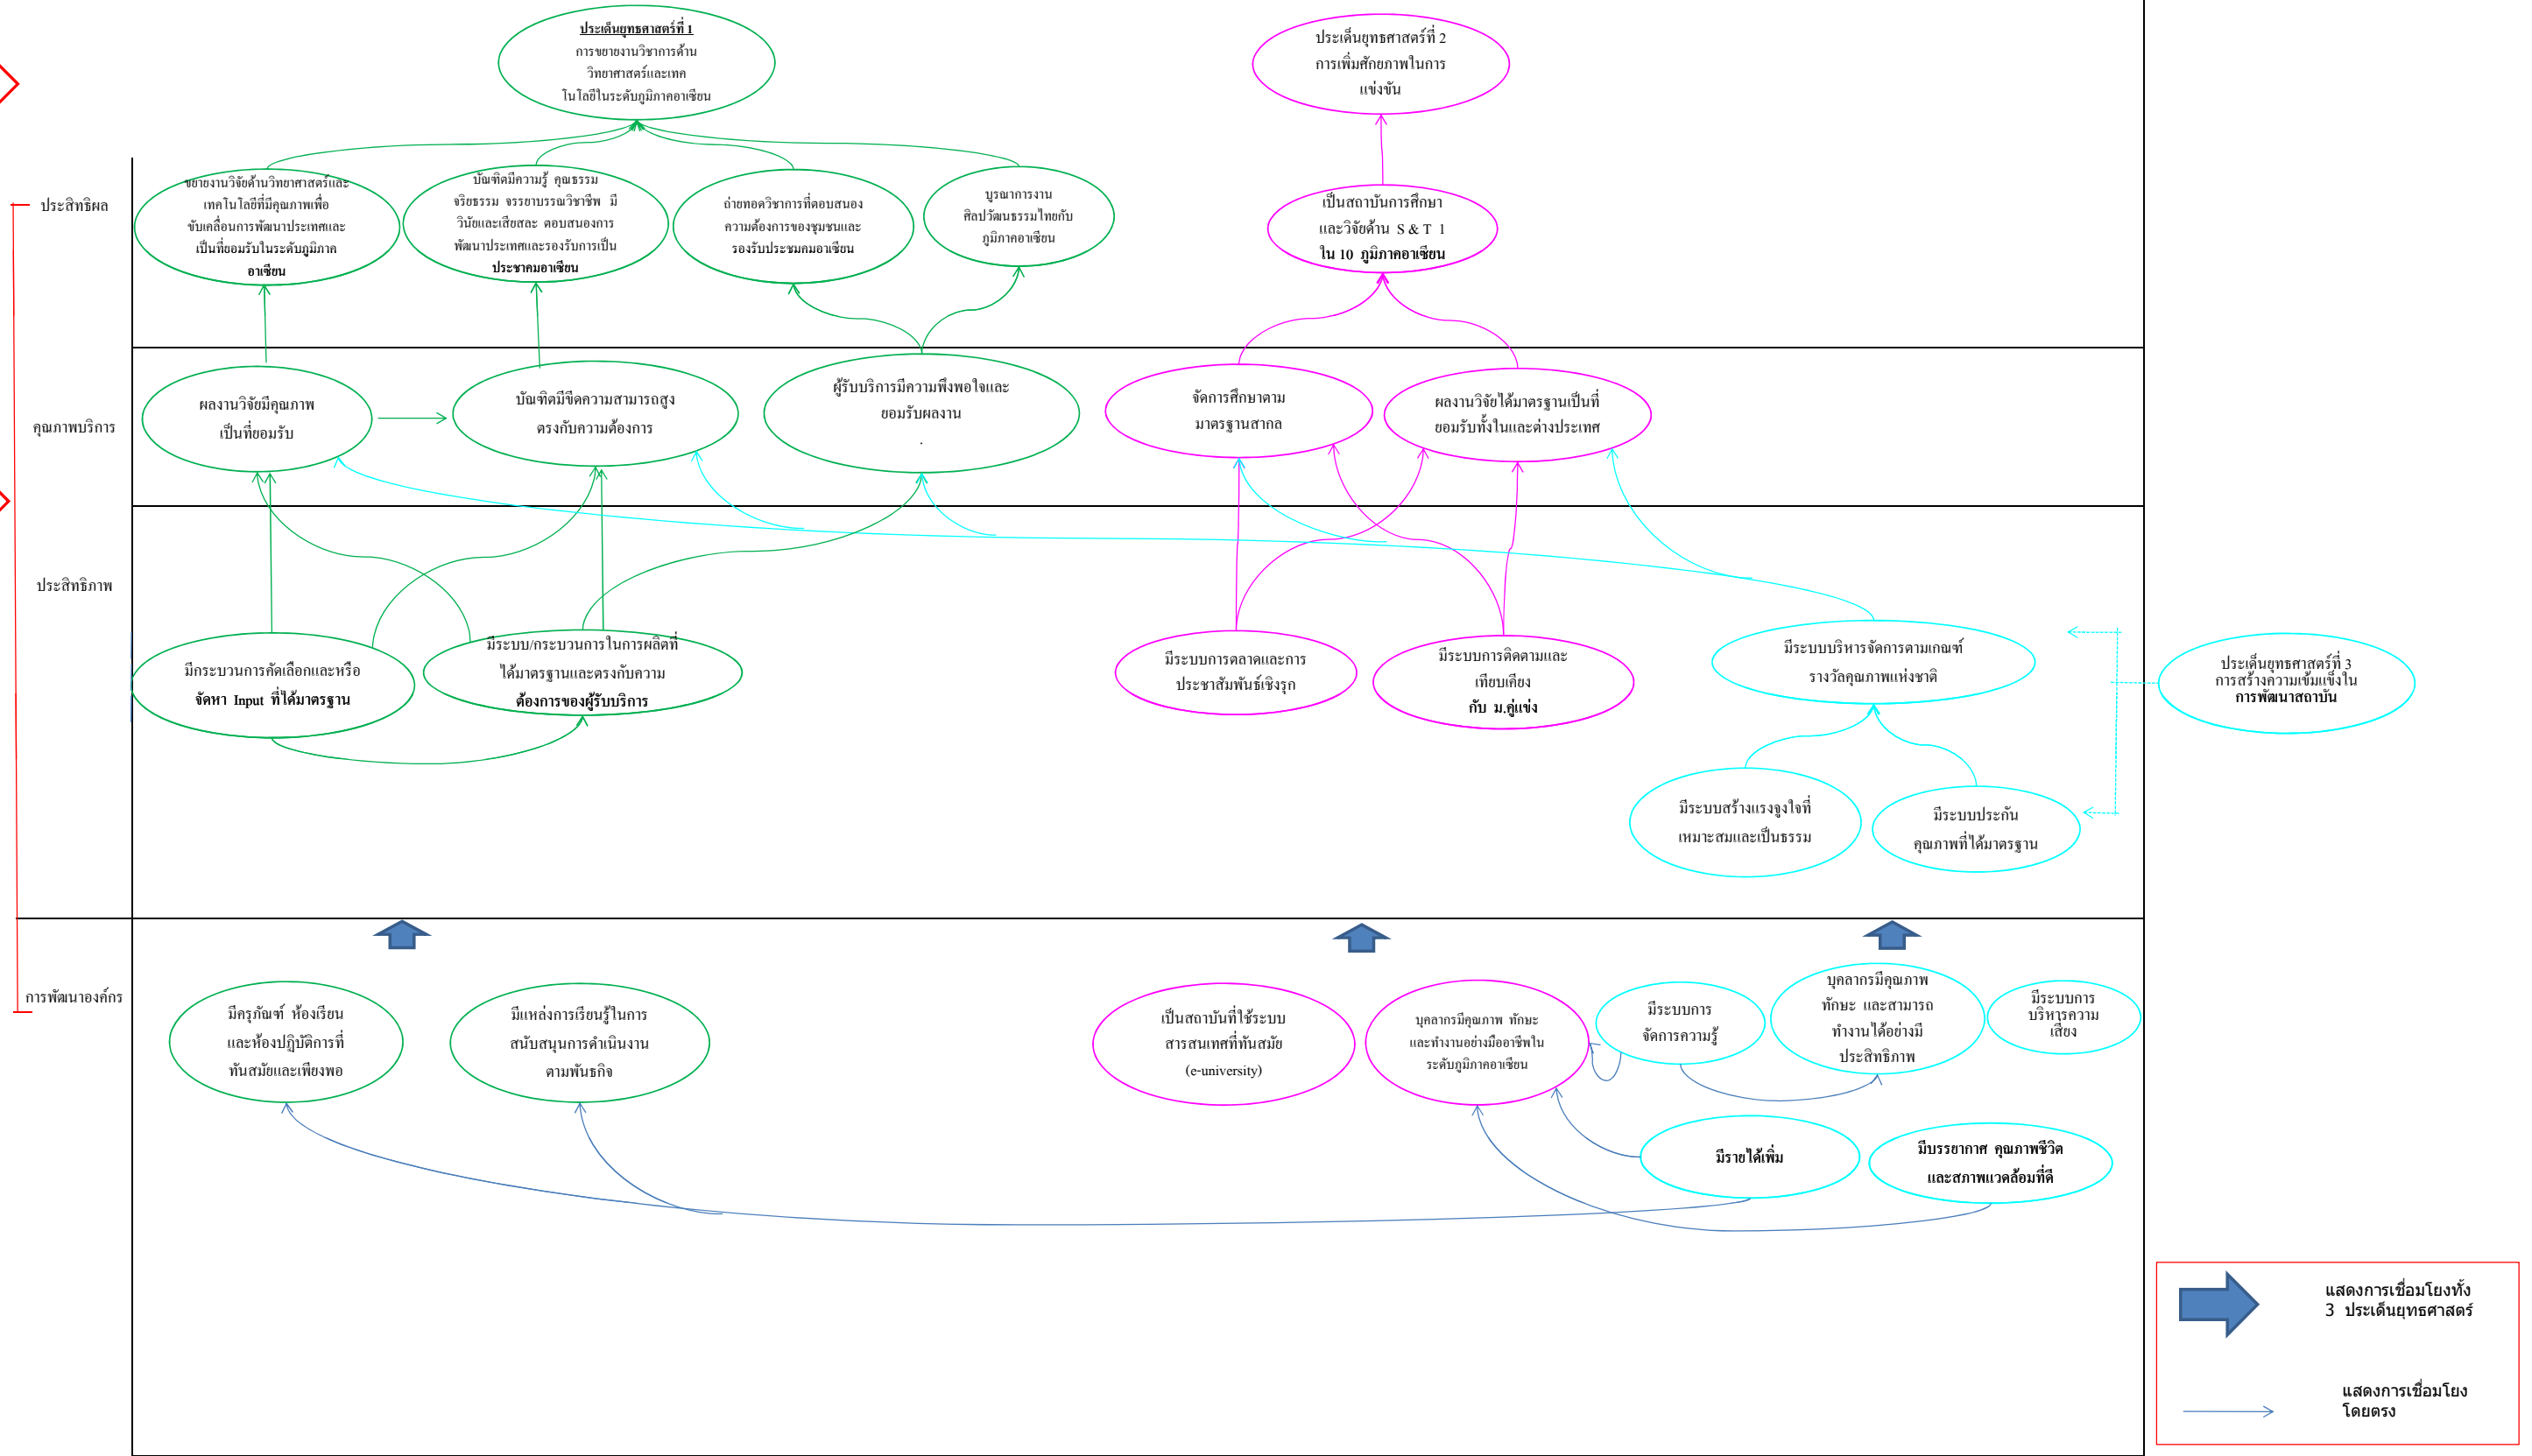 ประเด็นยุทธศาสตร์ที่ 1
การขยายงานวิชาการด้าน
วิทยาศาสตร์และเทค
โนโลยีในระดับภูมิภาคอาเซียน
ประเด็นยุทธศาสตร์ที่ 2
การเพิ่มศักยภาพในการ
แข่งขัน
ประสิทธิผล
ขยายงานวิจัยด้านวิทยาศาสตร์และ
เทคโนโลยีที่มีคุณภาพเพื่อ
ขับเคลื่อนการพัฒนาประเทศและ
เป็นที่ยอมรับในระดับภูมิภาค
อาเซียน
บัณฑิตมีความรู้ คุณธรรม
จริยธรรม จรรยาบรรณวิชาชีพ มี
วินัยและเสียสละ ตอบสนองการ
พัฒนาประเทศและรองรับการเป็น
ประชาคมอาเซียน
ถ่ายทอดวิชาการที่ตอบสนอง
ความต้องการของชุมชนและ
รองรับประชมคมอาเซียน
บูรณาการงาน
ศิลปวัฒนธรรมไทยกับ
ภูมิภาคอาเซียน
เป็นสถาบันการศึกษา
และวิจัยด้าน S & T 1
ใน 10 ภูมิภาคอาเซียน
คุณภาพบริการ
ผลงานวิจัยมีคุณภาพ
เป็นที่ยอมรับ
บัณฑิตมีขีดความสามารถสูง
ตรงกับความต้องการ
ผู้รับบริการมีความพึงพอใจและ
ยอมรับผลงาน
.
จัดการศึกษาตาม
มาตรฐานสากล
ผลงานวิจัยได้มาตรฐานเป็นที่
ยอมรับทั้งในและต่างประเทศ
ประสิทธิภาพ
มีกระบวนการคัดเลือกและหรือ
จัดหา Input ที่ได้มาตรฐาน
มีระบบ/กระบวนการในการผลิตที่
ได้มาตรฐานและตรงกับความ
ต้องการของผู้รับบริการ
มีระบบการตลาดและการ
ประชาสัมพันธ์เชิงรุก
มีระบบการติดตามและ
เทียบเคียง
กับ ม.คู่แข่ง
มีระบบบริหารจัดการตามเกณฑ์
รางวัลคุณภาพแห่งชาติ
ประเด็นยุทธศาสตร์ที่ 3
การสร้างความเข้มแข็งใน
การพัฒนาสถาบัน
มีระบบสร้างแรงจูงใจที่
เหมาะสมและเป็นธรรม
มีระบบประกัน
คุณภาพที่ได้มาตรฐาน
การพัฒนาองค์กร
มีครุภัณฑ์ ห้องเรียน
และห้องปฏิบัติการที่
ทันสมัยและเพียงพอ
มีแหล่งการเรียนรู้ในการ
สนับสนุนการดำเนินงาน
ตามพันธกิจ
เป็นสถาบันที่ใช้ระบบ
สารสนเทศที่ทันสมัย
(e-university)
บุคลากรมีคุณภาพ ทักษะ
และทำงานอย่างมืออาชีพใน
ระดับภูมิภาคอาเซียน
มีระบบการ
จัดการความรู้
บุคลากรมีคุณภาพ
ทักษะ และสามารถ
ทำงานได้อย่างมี
ประสิทธิภาพ
มีระบบการ
บริหารความ
เสี่ยง
มีรายได้เพิ่ม
มีบรรยากาศ คุณภาพชีวิต
และสภาพแวดล้อมที่ดี
แสดงการเชื่อมโยงทั้ง
3 ประเด็นยุทธศาสตร์
แสดงการเชื่อมโยง
โดยตรง